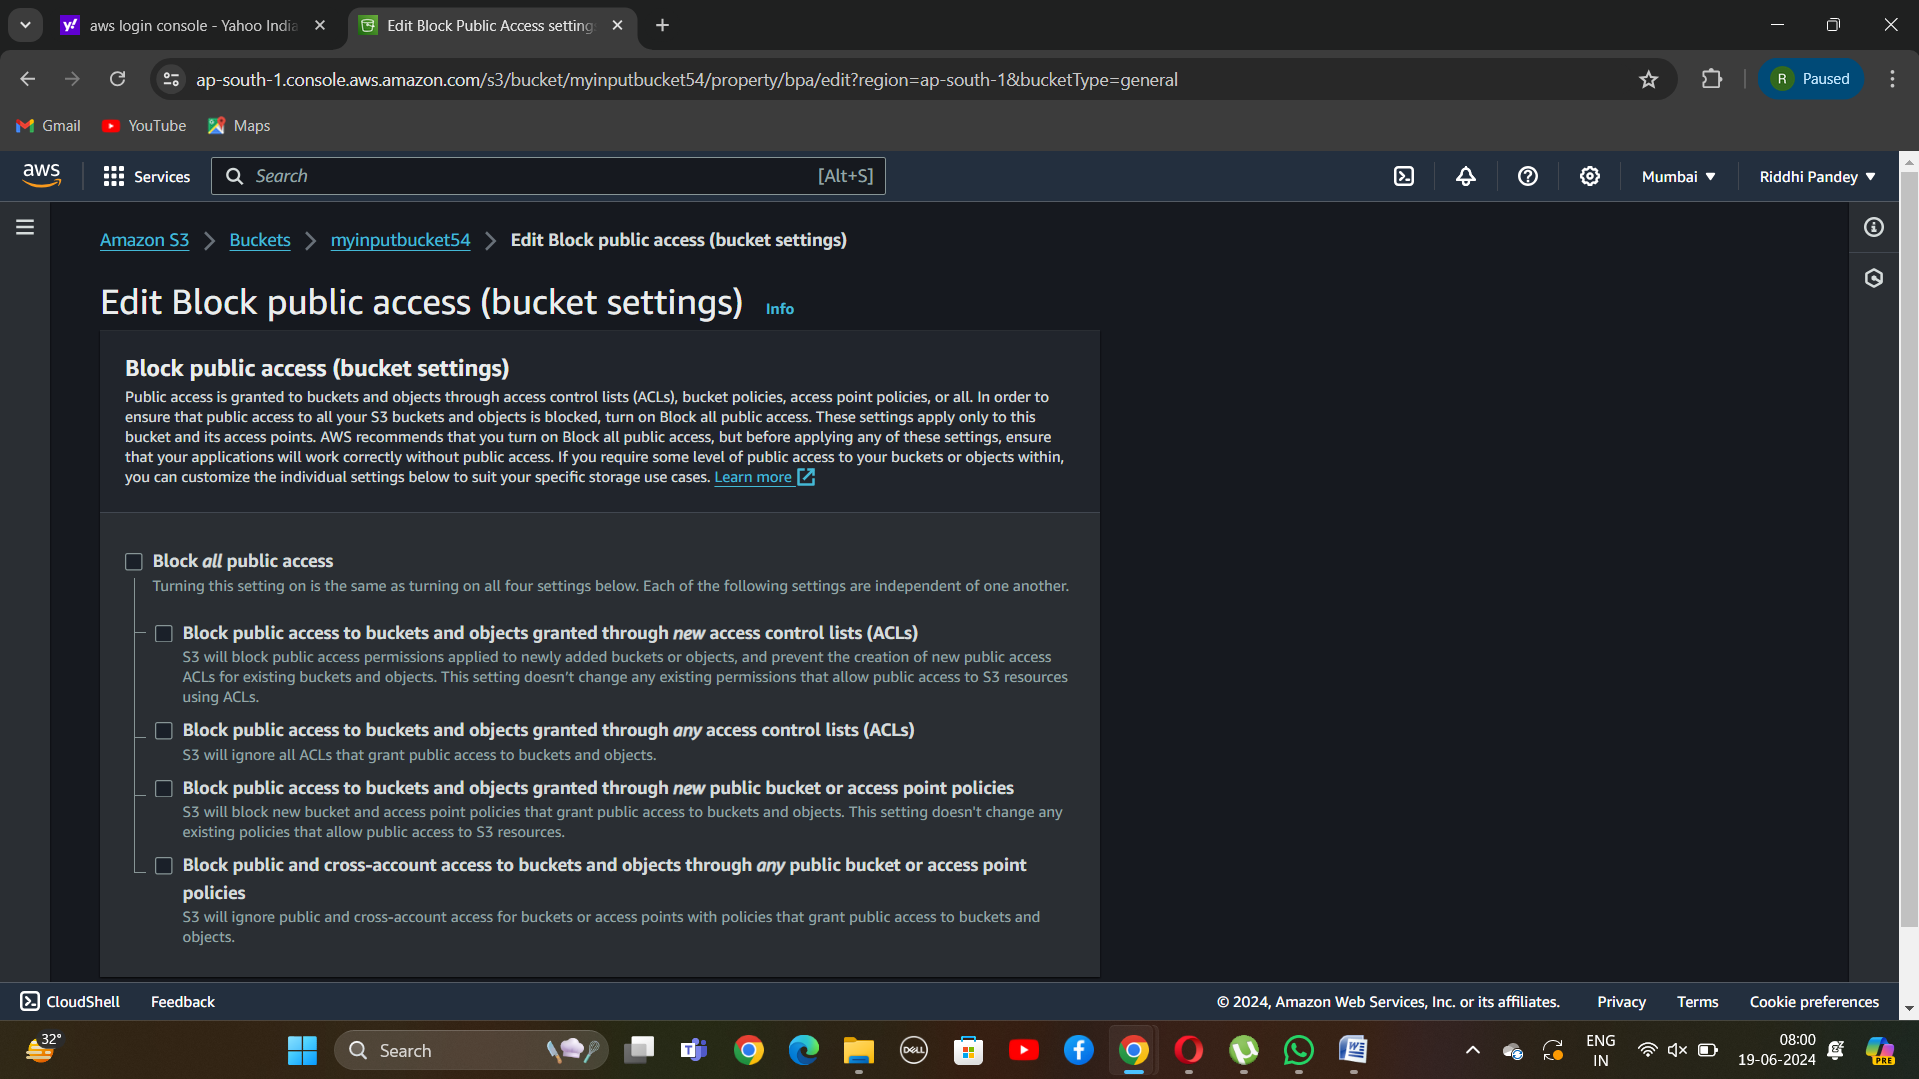 aws login console - Yahoo India
Edit Block Public Access setting
ap-south-1.console.aws.amazon.com/s3/bucket/myinputbucket54/property/bpa/edit?region=ap-south-1&bucketType=general
R Paused
Gmail YouTube Maps
aws Services Search [Alt+S] Mumbai Riddhi Pandey
Amazon S3 Buckets myinputbucket54 Edit Block public access (bucket settings)
Edit Block public access (bucket settings) Info
Block public access (bucket settings)
Public access is granted to buckets and objects through access control lists (ACLs), bucket policies, access point policies, or all. In order to
ensure that public access to all your S3 buckets and objects is blocked, turn on Block all public access. These settings apply only to this
bucket and its access points. AWS recommends that you turn on Block all public access, but before applying any of these settings, ensure
that your applications will work correctly without public access. If you require some level of public access to your buckets or objects within,
you can customize the individual settings below to suit your specific storage use cases. Learn more
Block all public access
Turning this setting on is the same as turning on all four settings below. Each of the following settings are independent of one another.
Block public access to buckets and objects granted through new access control lists (ACLs)
S3 will block public access permissions applied to newly added buckets or objects, and prevent the creation of new public access
ACLs for existing buckets and objects. This setting doesn't change any existing permissions that allow public access to S3 resources
using ACLs.
Block public access to buckets and objects granted through any access control lists (ACLs)
S3 will ignore all ACLs that grant public access to buckets and objects.
Block public access to buckets and objects granted through new public bucket or access point policies
S3 will block new bucket and access point policies that grant public access to buckets and objects. This setting doesn't change any
existing policies that allow public access to S3 resources.
Block public and cross-account access to buckets and objects through any public bucket or access point
policies
S3 will ignore public and cross-account access for buckets or access points with policies that grant public access to buckets and
objects.
CloudShell Feedback © 2024, Amazon Web Services, Inc. or its affiliates. Privacy Terms Cookie preferences
32° Search DELL ENG
IN
08:00
19-06-2024
PRE